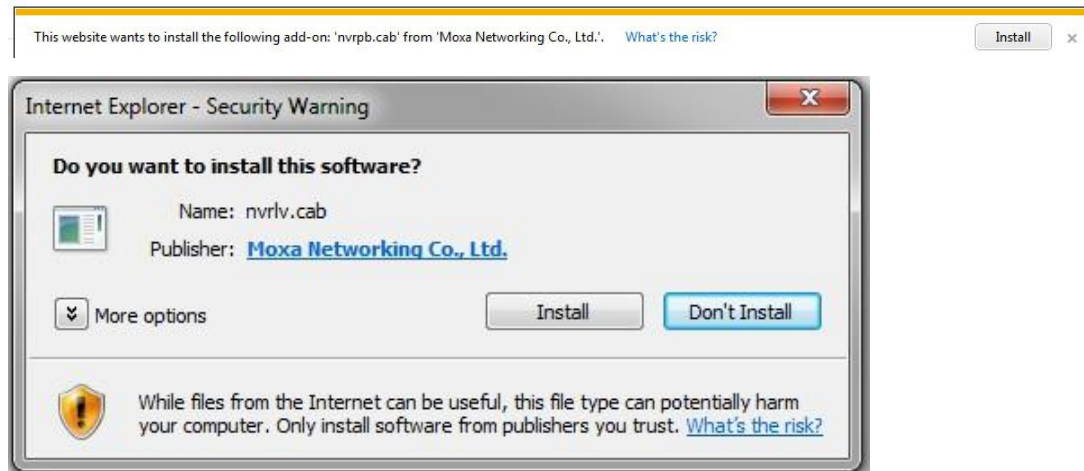 This website wants to install the following add-on: 'nvrpb.cab' from 'Moxa Networking Co., Ltd.'. What's the risk? Install ×
Internet Explorer - Security Warning
Do you want to install this software?
Name: nvrlv.cab
Publisher: Moxa Networking Co., Ltd.
More options Install Don't Install
While files from the Internet can be useful, this file type can potentially harm
your computer. Only install software from publishers you trust. What's the risk?